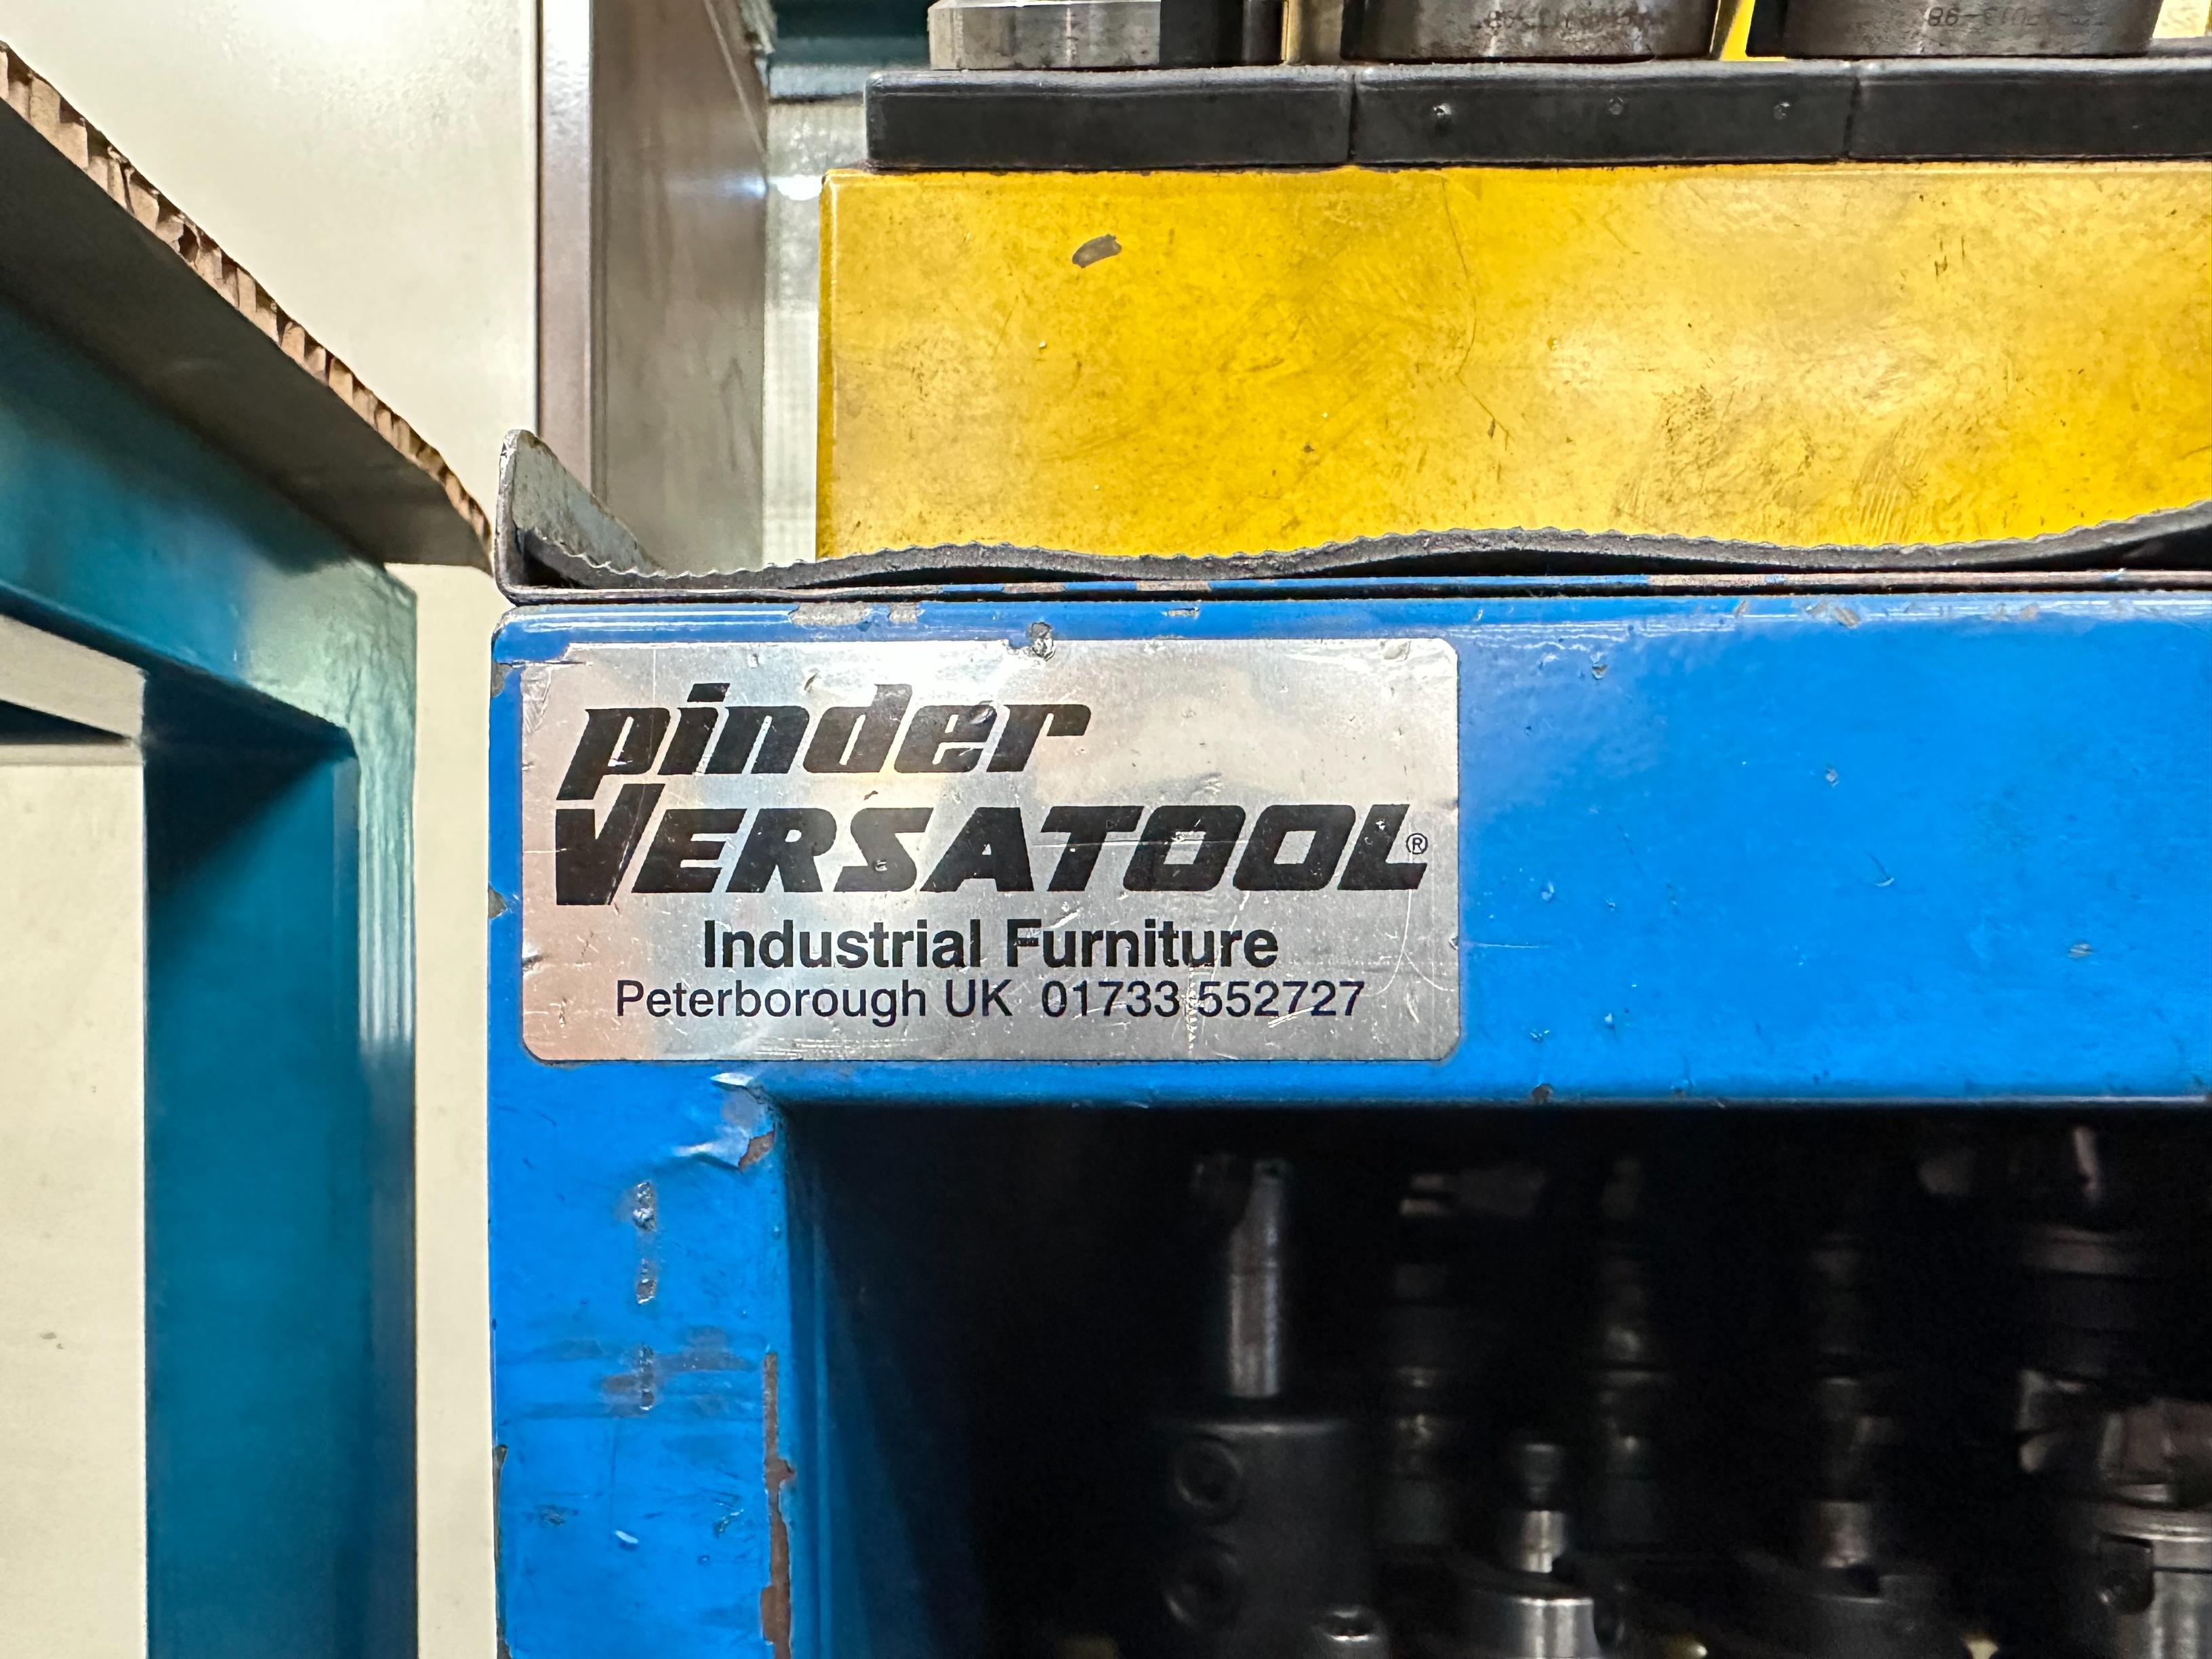 pinder
VERSATOOL®
Industrial Furniture
Peterborough UK 01733 552727